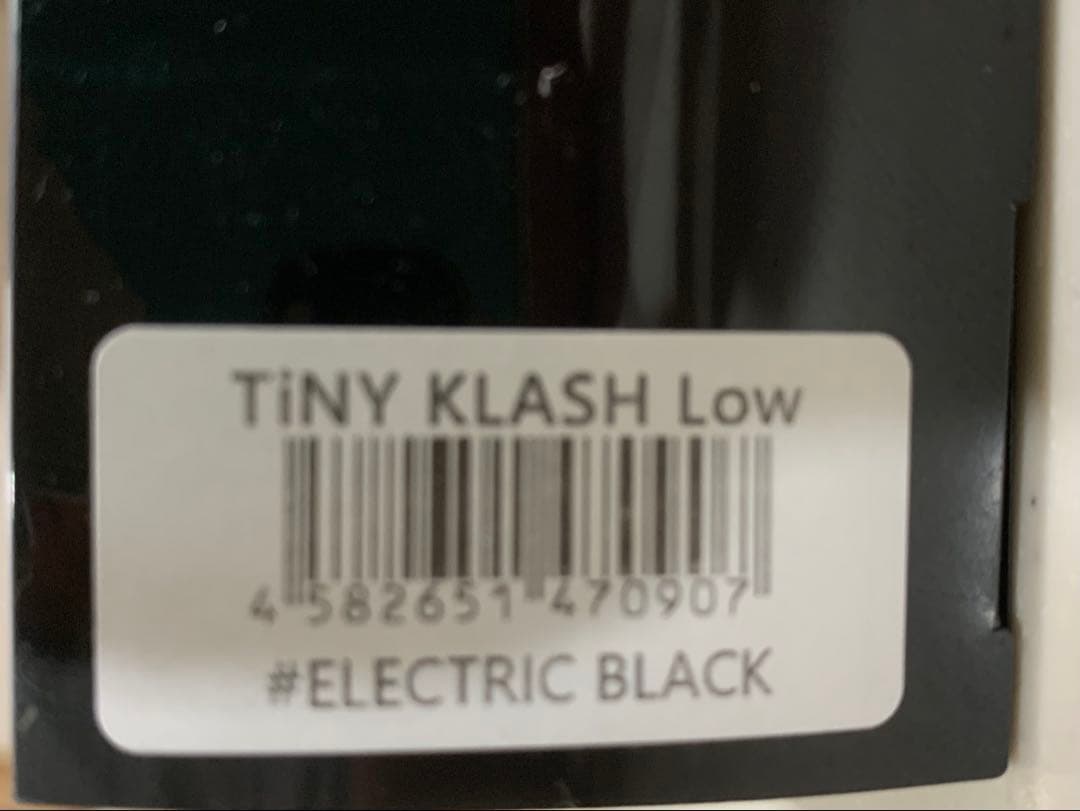 TiNY KLASH Low
4 582651 470907
#ELECTRIC BLACK